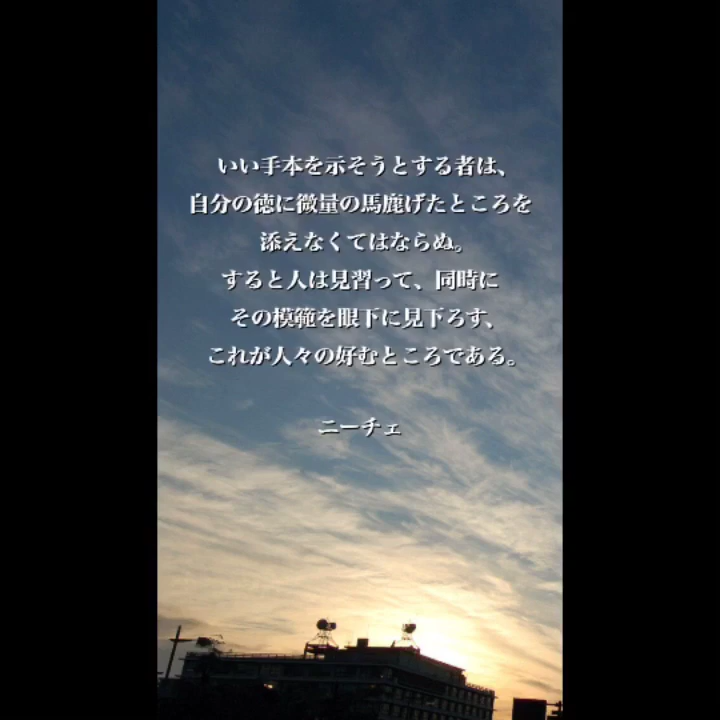 いい手本を示そうとする者は、
自分の徳に微量の馬鹿げたところを
添えなくてはならぬ。
すると人は見習って、同時に
その模範を眼下に見下ろす、
これが人々の好むところである。
ニーチェ